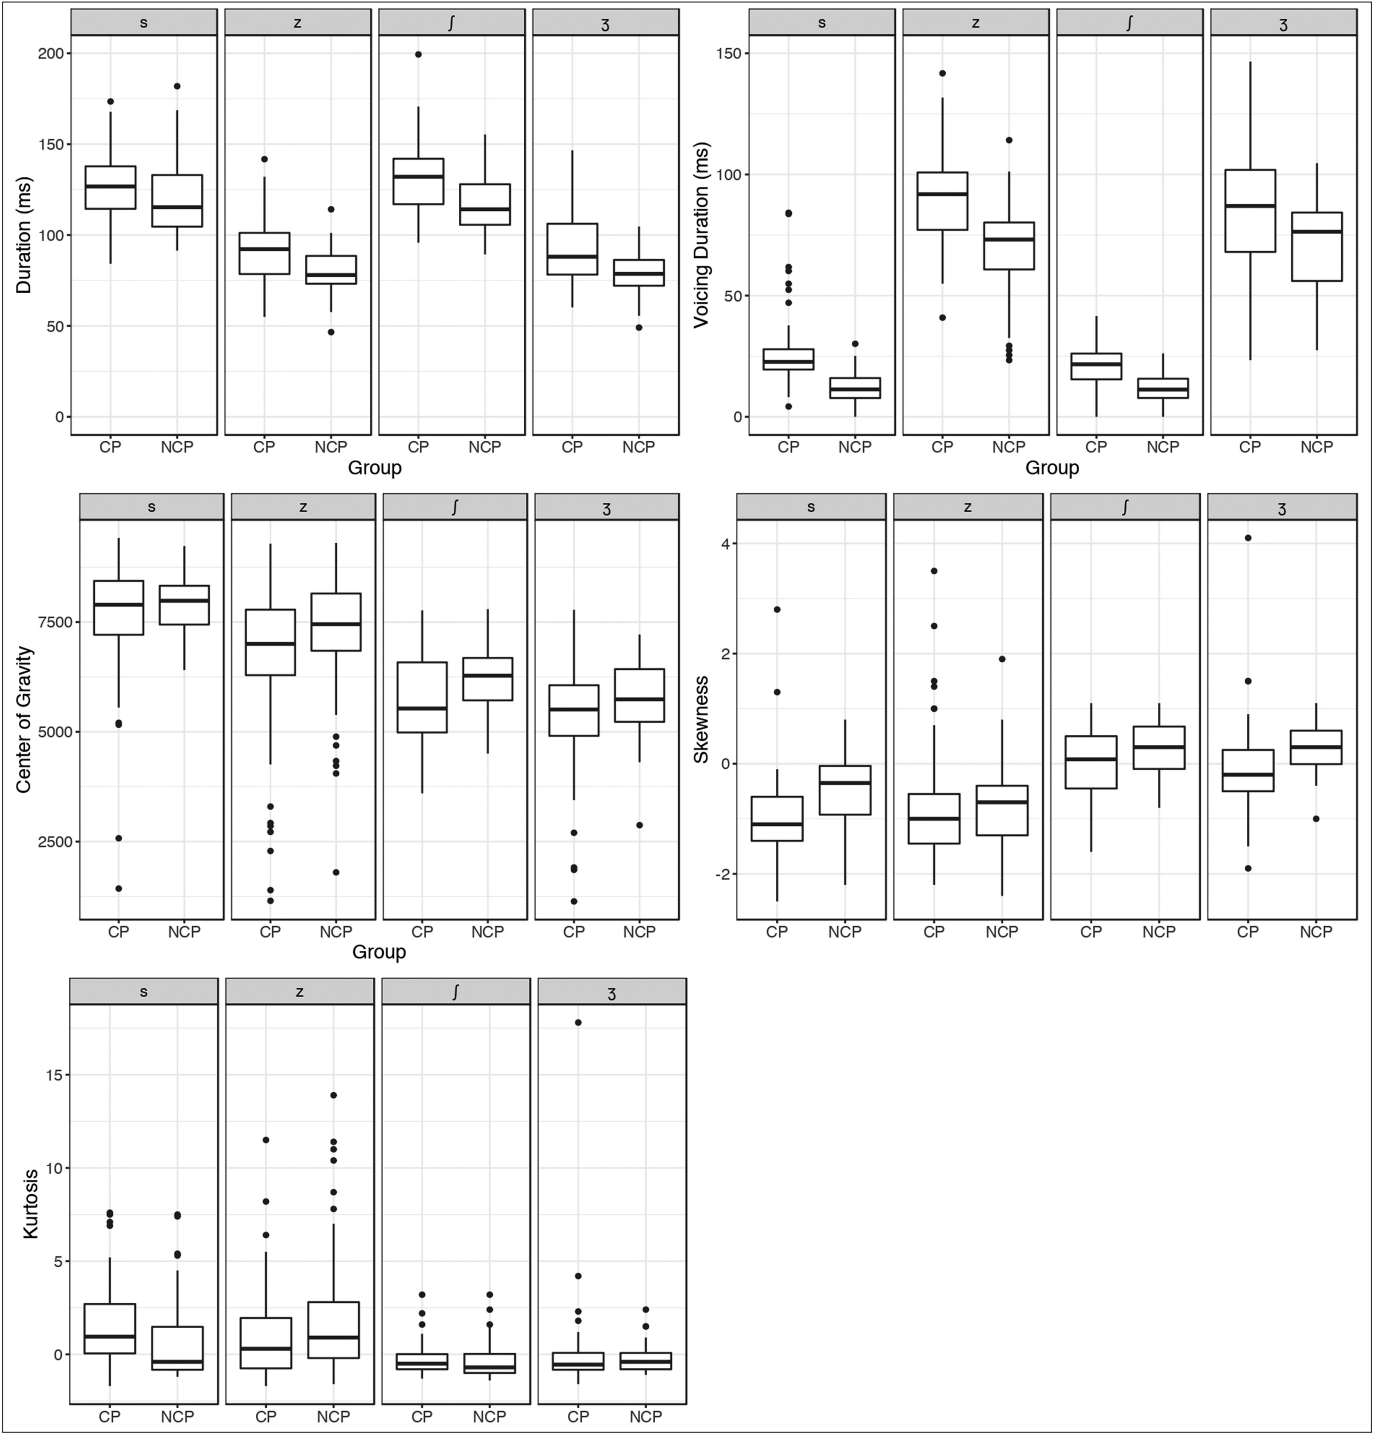 s z ʃ ʒ
Duration (ms)
200
150
100
50
0
CP NCP CP NCP CP NCP CP NCP
Group
s z ʃ ʒ
Voicing Duration (ms)
150
100
50
0
CP NCP CP NCP CP NCP CP NCP
Group
s z ʃ ʒ
Center of Gravity
7500
5000
2500
CP NCP CP NCP CP NCP CP NCP
Group
s z ʃ ʒ
Skewness
4
2
0
-2
CP NCP CP NCP CP NCP CP NCP
s z ʃ ʒ
Kurtosis
15
10
5
0
CP NCP CP NCP CP NCP CP NCP